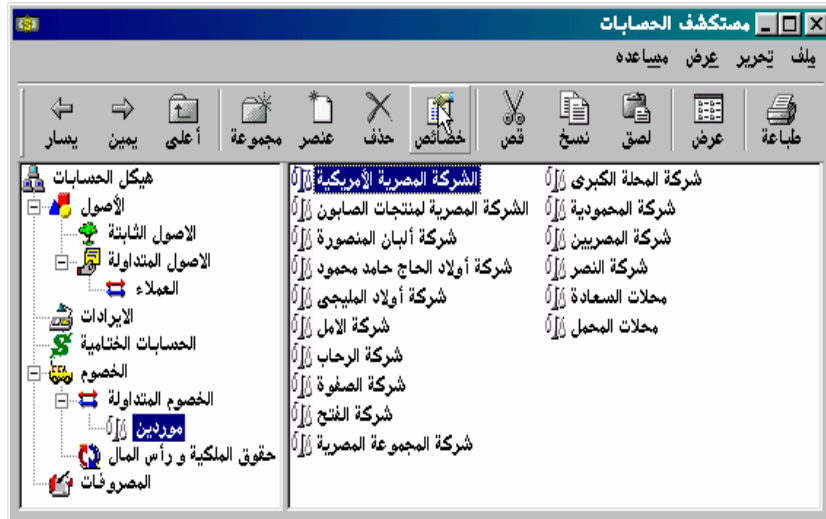 مستكشف الحسابات
ملف تحرير عرض مساعده
طباعة عرض لصق نسخ قص خصائص حذف عنصر مجموعة أعلى يمين يسار
شركة المحلة الكبرى
شركة المحمودية
شركة المصريين
شركة النصر
محلات السعادة
محلات المحمل
الشركة المصرية الأمريكية
الشركة المصرية لمنتجات الصابون
شركة ألبان المنصورة
شركة أولاد الحاج حامد محمود
شركة أولاد المليجى
شركة الامل
شركة الرحاب
شركة الصفوة
شركة الفتح
شركة المجموعة المصرية
هيكل الحسابات
الأصول
الاصول الثابتة
الاصول المتداولة
العملاء
الايرادات
الحسابات الختامية
الخصوم
الخصوم المتداولة
موردين
حقوق الملكية و رأس المال
المصروفات